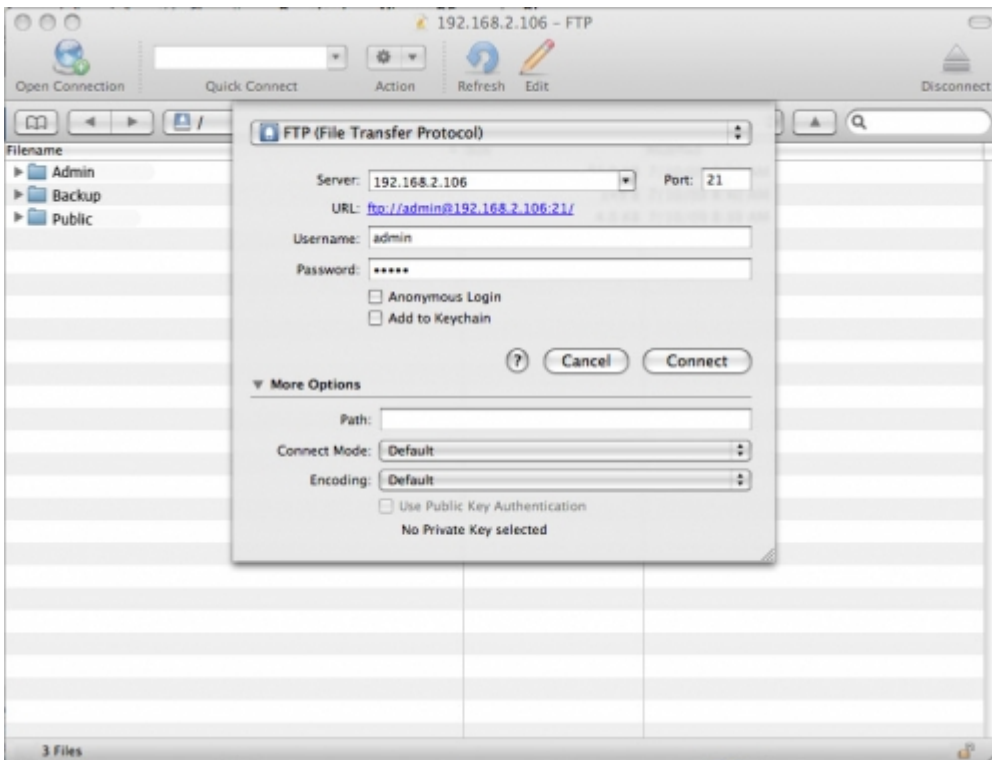 192.168.2.106 – FTP
Open Connection
Quick Connect
Action
Refresh
Edit
Disconnect
/
Filename
Admin
Backup
Public
FTP (File Transfer Protocol)
Server: 192.168.2.106
Port: 21
URL: ftp://admin@192.168.2.106:21/
Username: admin
Password: •••••
Anonymous Login
Add to Keychain
? Cancel Connect
More Options
Path:
Connect Mode: Default
Encoding: Default
Use Public Key Authentication
No Private Key selected
3 Files